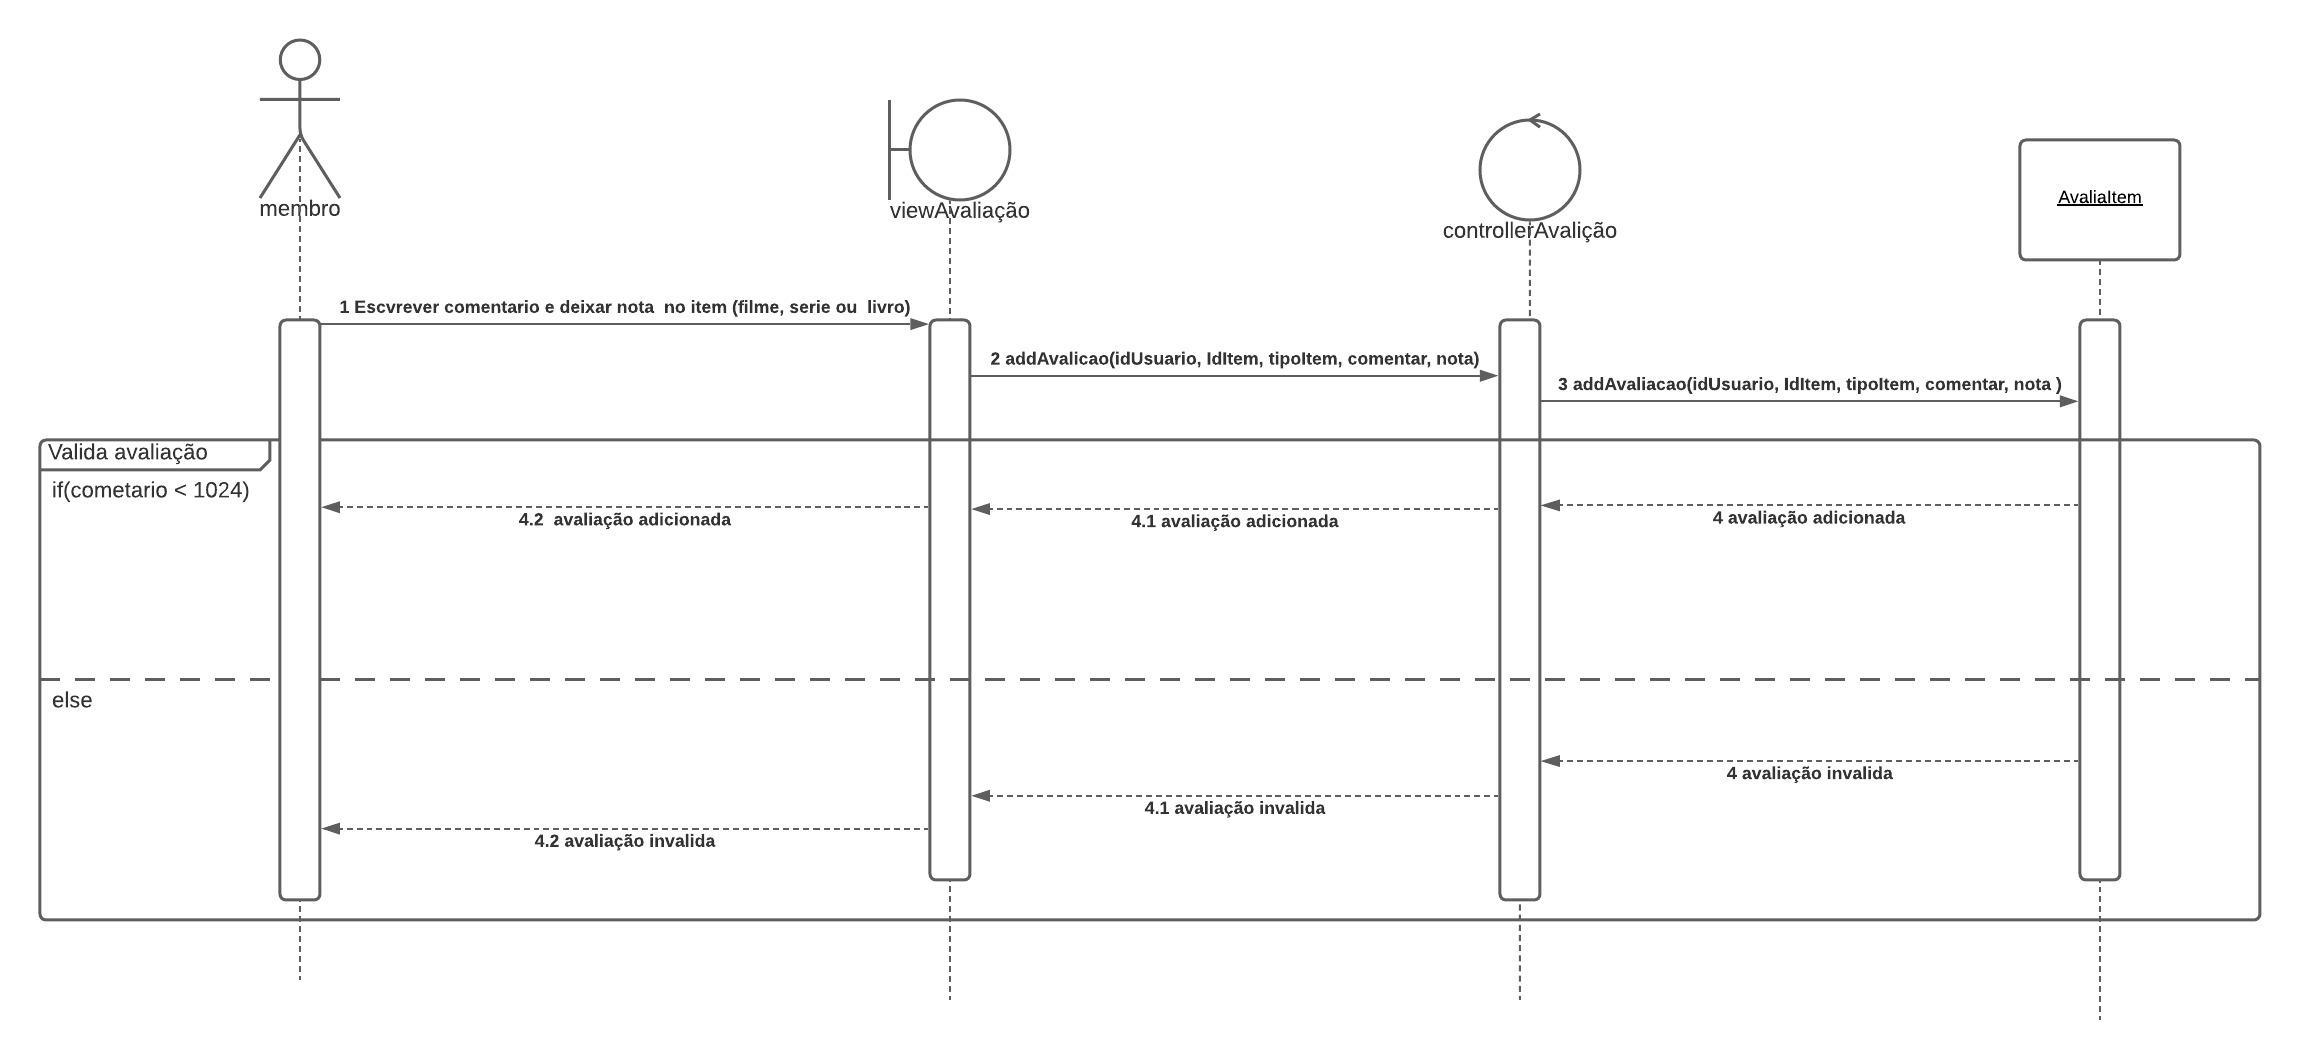 membro
viewAvaliação
controllerAvalição
AvaliaItem
1 Escvrever comentario e deixar nota  no item (filme, serie ou  livro)
2 addAvalicao(idUsuario, IdItem, tipoItem, comentar, nota)
3 addAvaliacao(idUsuario, IdItem, tipoItem, comentar, nota )
Valida avaliação
if(cometario < 1024)
4.2  avaliação adicionada
4.1 avaliação adicionada
4 avaliação adicionada
else
4 avaliação invalida
4.1 avaliação invalida
4.2 avaliação invalida